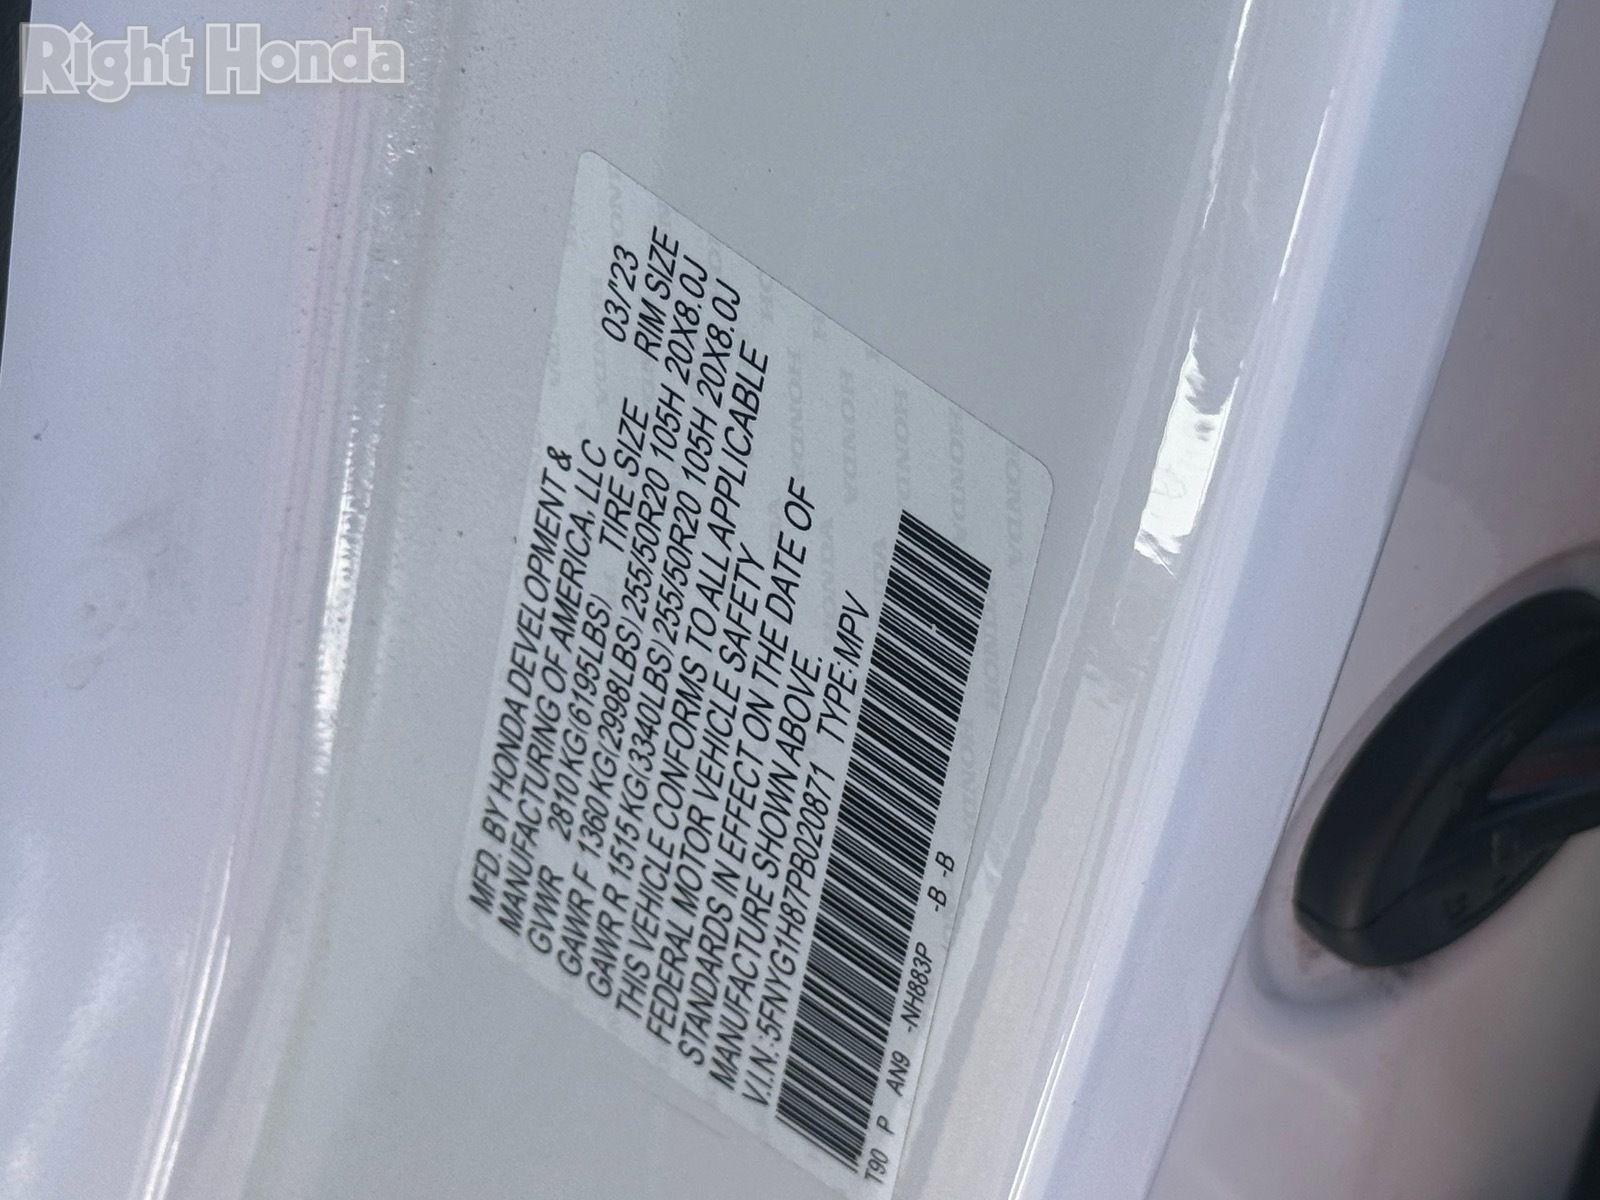 Right Honda
MFD. BY HONDA DEVELOPMENT &
MANUFACTURING OF AMERICA, LLC 03/'23
GVWR 2810 KG(6195LBS) TIRE SIZE RIM SIZE
GAWR F 1360 KG(2998LBS) 255/50R20 105H 20X8.0J
GAWR R 1515 KG(3340LBS) 255/50R20 105H 20X8.0J
THIS VEHICLE CONFORMS TO ALL APPLICABLE
FEDERAL MOTOR VEHICLE SAFETY
STANDARDS IN EFFECT ON THE DATE OF
MANUFACTURE SHOWN ABOVE.
V.I.N.:5FNYG1H87PB020871 TYPE:MPV
T90 P AN9 -NH883P -B -B